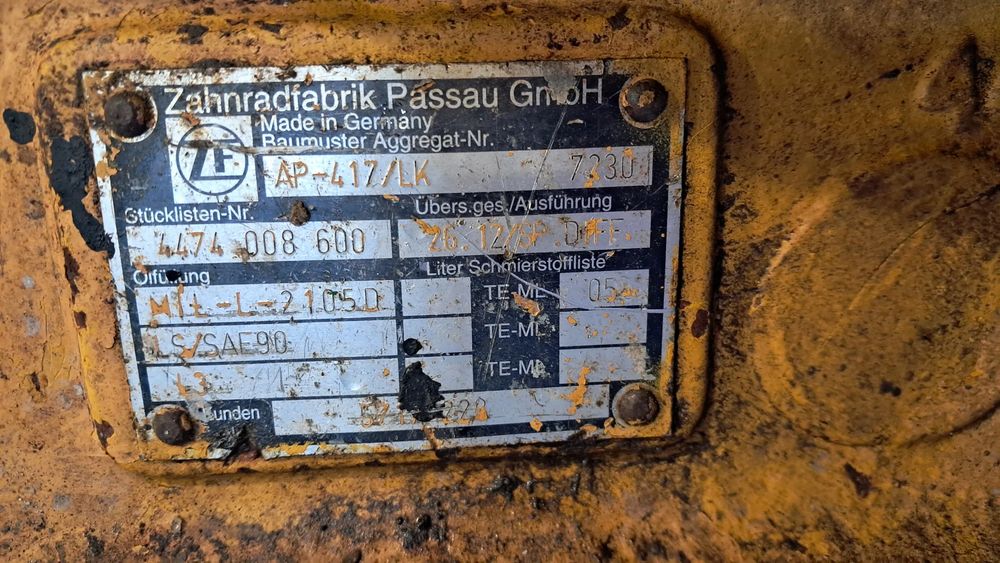 Zahnradfabrik Passau GmbH
Made in Germany
Baumuster Aggregat-Nr.
ZF
AP-417/LK 7330
Stücklisten-Nr. Übers.ges./Ausführung
4474 008 600 26.12/SP.DIFF
Ölfüllung Liter Schmierstoffliste
MIL-L-2105D TE-ML 05
LS/SAE90 TE-ML
TE-ML
unden